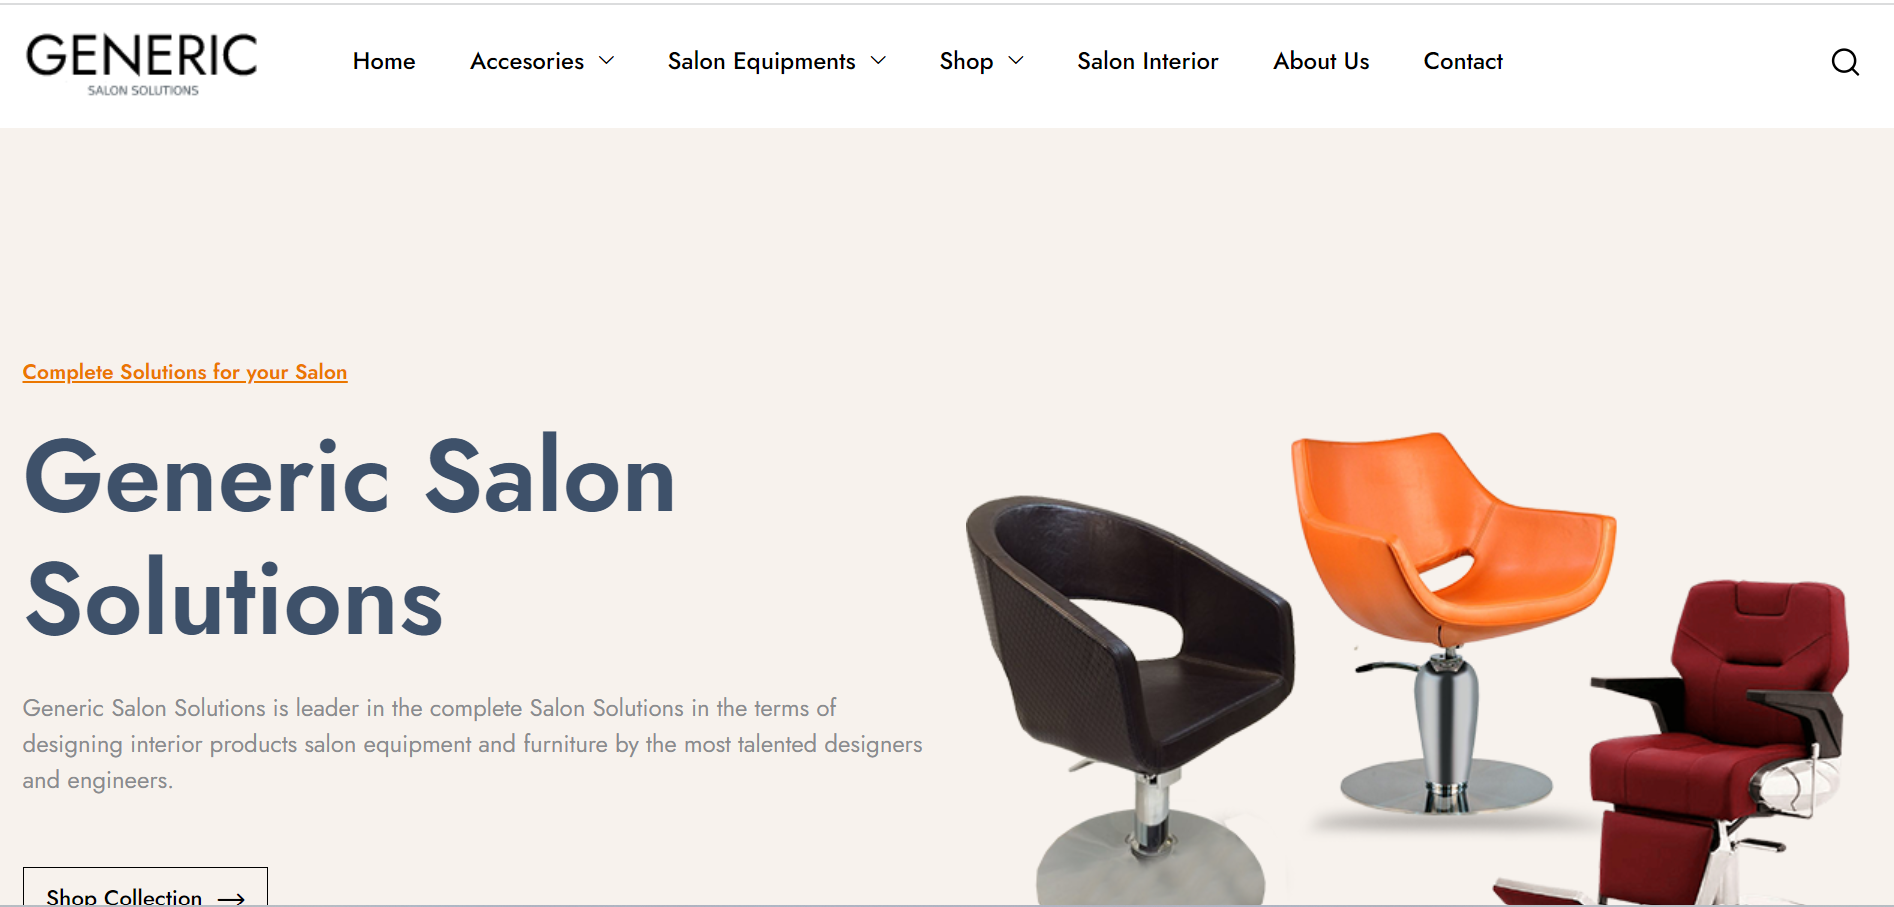 GENERIC
SALON SOLUTIONS
Home
Accesories
Salon Equipments
Shop
Salon Interior
About Us
Contact
Complete Solutions for your Salon
Generic Salon
Solutions
Generic Salon Solutions is leader in the complete Salon Solutions in the terms of
designing interior products salon equipment and furniture by the most talented designers
and engineers.
Shop Collection